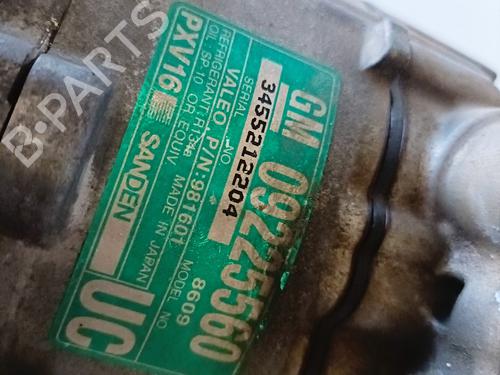 GM 09225560
SERIAL NO 3455212204
VALEO P/N:981601 MODEL NO 8609
REFRIGERANT:R134a
OIL: SP 10 OR EQUIV MADE IN JAPAN
PXV16 SANDEN UC
B-PARTS